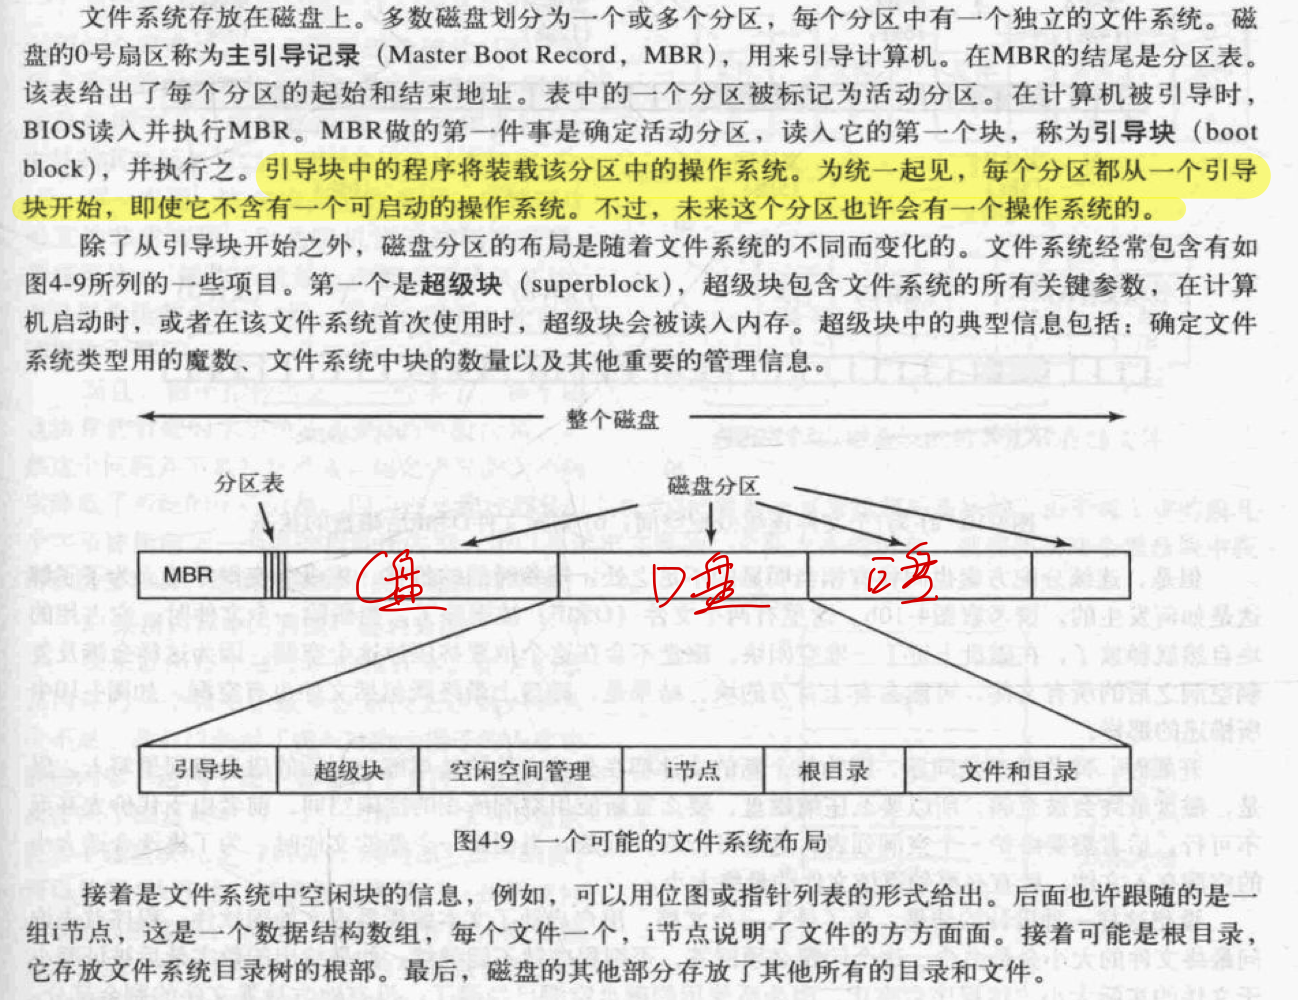 文件系统存放在磁盘上。多数磁盘划分为一个或多个分区，每个分区中有一个独立的文件系统。磁
盘的0号扇区称为主引导记录（Master Boot Record，MBR），用来引导计算机。在MBR的结尾是分区表。
该表给出了每个分区的起始和结束地址。表中的一个分区被标记为活动分区。在计算机被引导时，
BIOS读入并执行MBR。MBR做的第一件事是确定活动分区，读入它的第一个块，称为引导块（boot
block），并执行之。引导块中的程序将装载该分区中的操作系统。为统一起见，每个分区都从一个引导
块开始，即使它不含有一个可启动的操作系统。不过，未来这个分区也许会有一个操作系统的。
除了从引导块开始之外，磁盘分区的布局是随着文件系统的不同而变化的。文件系统经常包含有如
图4-9所列的一些项目。第一个是超级块（superblock），超级块包含文件系统的所有关键参数，在计算
机启动时，或者在该文件系统首次使用时，超级块会被读入内存。超级块中的典型信息包括：确定文件
系统类型用的魔数、文件系统中块的数量以及其他重要的管理信息。
整个磁盘
分区表 磁盘分区
MBR C盘 D盘 E盘
引导块 超级块 空闲空间管理 i节点 根目录 文件和目录
图4-9 一个可能的文件系统布局
接着是文件系统中空闲块的信息，例如，可以用位图或指针列表的形式给出。后面也许跟随的是一
组i节点，这是一个数据结构数组，每个文件一个，i节点说明了文件的方方面面。接着可能是根目录，
它存放文件系统目录树的根部。最后，磁盘的其他部分存放了其他所有的目录和文件。